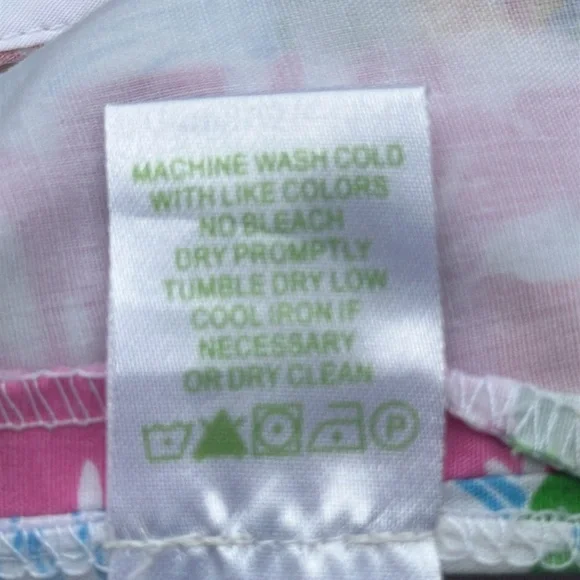 MACHINE WASH COLD
WITH LIKE COLORS
NO BLEACH
DRY PROMPTLY
TUMBLE DRY LOW
COOL IRON IF
NECESSARY
OR DRY CLEAN
P